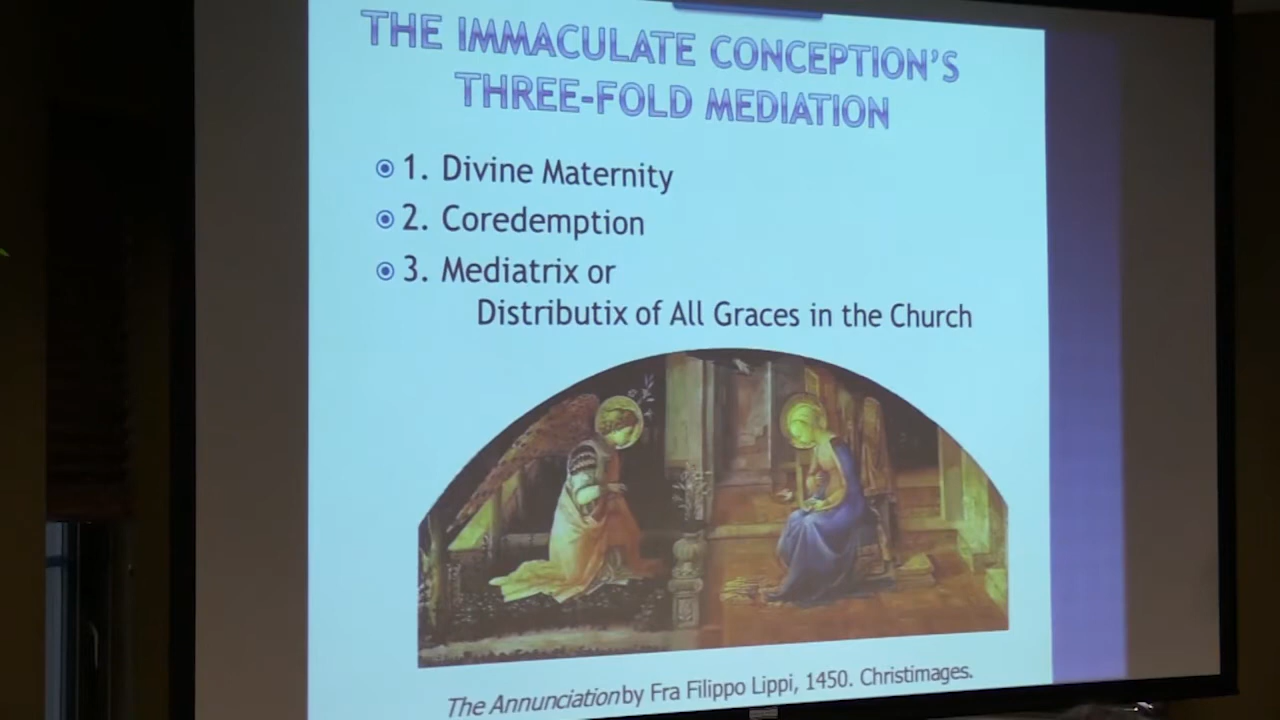 THE IMMACULATE CONCEPTION'S
THREE-FOLD MEDIATION
1. Divine Maternity
2. Coredemption
3. Mediatrix or
Distributix of All Graces in the Church
The Annunciation by Fra Filippo Lippi, 1450. Christimages.